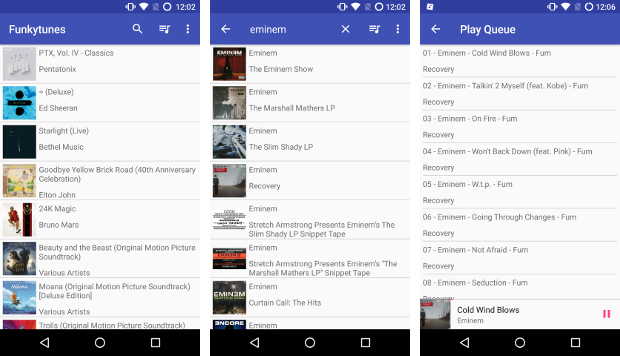 12:02
Funkytunes
PTX, Vol. IV - Classics
Pentatonix
÷ (Deluxe)
Ed Sheeran
Starlight (Live)
Bethel Music
Goodbye Yellow Brick Road (40th Anniversary
Celebration)
Elton John
24K Magic
Bruno Mars
Beauty and the Beast (Original Motion Picture
Soundtrack)
Various Artists
Moana (Original Motion Picture Soundtrack)
[Deluxe Edition]
Various Artists
Trolls (Original Motion Picture Soundtrack)
12:02
eminem
Eminem
The Eminem Show
Eminem
The Marshall Mathers LP
Eminem
The Slim Shady LP
Eminem
Recovery
Eminem
Stretch Armstrong Presents Eminem's The
Slim Shady LP Snippet Tape
Eminem
Stretch Armstrong Presents Eminem's "The
Marshall Mathers LP" Snippet Tape
Eminem
Curtain Call: The Hits
ENCORE
Eminem
12:06
Play Queue
01 - Eminem - Cold Wind Blows - Fum
Recovery
02 - Eminem - Talkin' 2 Myself (feat. Kobe) - Fum
Recovery
03 - Eminem - On Fire - Fum
Recovery
04 - Eminem - Won't Back Down (feat. Pink) - Fum
Recovery
05 - Eminem - W.t.p. - Fum
Recovery
06 - Eminem - Going Through Changes - Fum
Recovery
07 - Eminem - Not Afraid - Fum
Recovery
08 - Eminem - Seduction - Fum
Recovery
Cold Wind Blows
Eminem